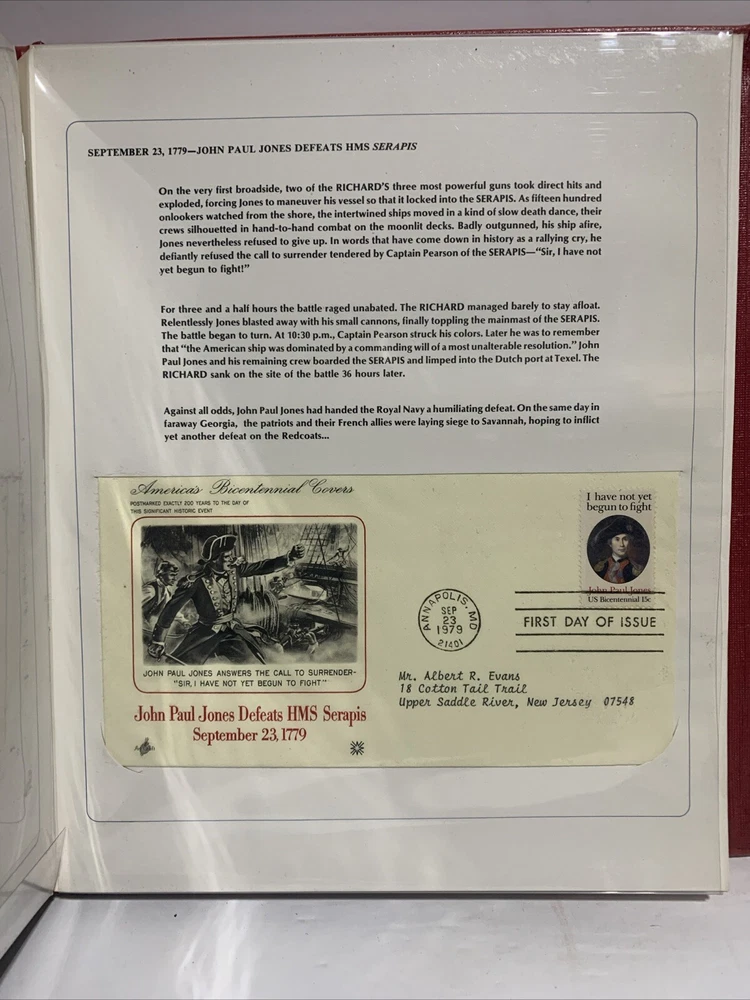 SEPTEMBER 23, 1779—JOHN PAUL JONES DEFEATS HMS SERAPIS
On the very first broadside, two of the RICHARD'S three most powerful guns took direct hits and
exploded, forcing Jones to maneuver his vessel so that it locked into the SERAPIS. As fifteen hundred
onlookers watched from the shore, the intertwined ships moved in a kind of slow death dance, their
crews silhouetted in hand-to-hand combat on the moonlit decks. Badly outgunned, his ship afire,
Jones nevertheless refused to give up. In words that have come down in history as a rallying cry, he
defiantly refused the call to surrender tendered by Captain Pearson of the SERAPIS—"Sir, I have not
yet begun to fight!"
For three and a half hours the battle raged unabated. The RICHARD managed barely to stay afloat.
Relentlessly Jones blasted away with his small cannons, finally toppling the mainmast of the SERAPIS.
The battle began to turn. At 10:30 p.m., Captain Pearson struck his colors. Later he was to remember
that "the American ship was dominated by a commanding will of a most unalterable resolution." John
Paul Jones and his remaining crew boarded the SERAPIS and limped into the Dutch port at Texel. The
RICHARD sank on the site of the battle 36 hours later.
Against all odds, John Paul Jones had handed the Royal Navy a humiliating defeat. On the same day in
faraway Georgia, the patriots and their French allies were laying siege to Savannah, hoping to inflict
yet another defeat on the Redcoats...
America's Bicentennial Covers
POSTMARKED EXACTLY 200 YEARS TO THE DAY OF
THIS SIGNIFICANT HISTORIC EVENT
JOHN PAUL JONES ANSWERS THE CALL TO SURRENDER-
"SIR, I HAVE NOT YET BEGUN TO FIGHT"
John Paul Jones Defeats HMS Serapis
September 23, 1779
I have not yet
begun to fight
John Paul Jones
US Bicentennial 15c
ANNAPOLIS, MD
SEP
23
1979
21401
FIRST DAY OF ISSUE
Mr. Albert R. Evans
18 Cotton Tail Trail
Upper Saddle River, New Jersey 07548